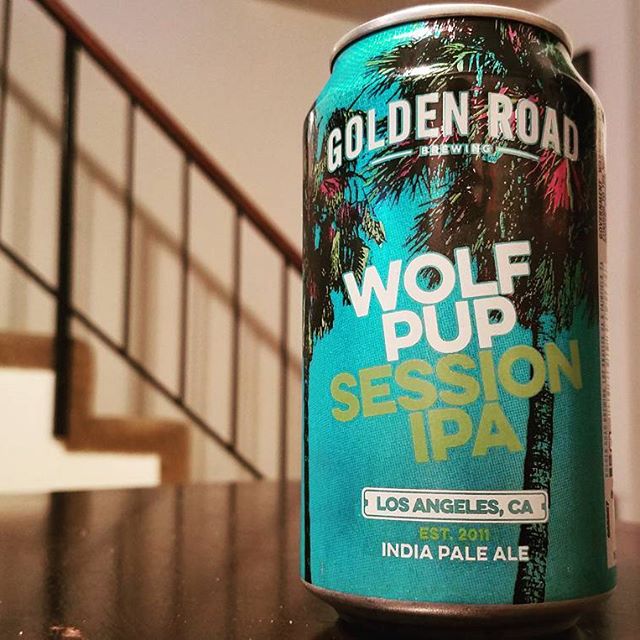 GOLDEN ROAD
BREWING
WOLF
PUP
SESSION
IPA
LOS ANGELES, CA
EST. 2011
INDIA PALE ALE